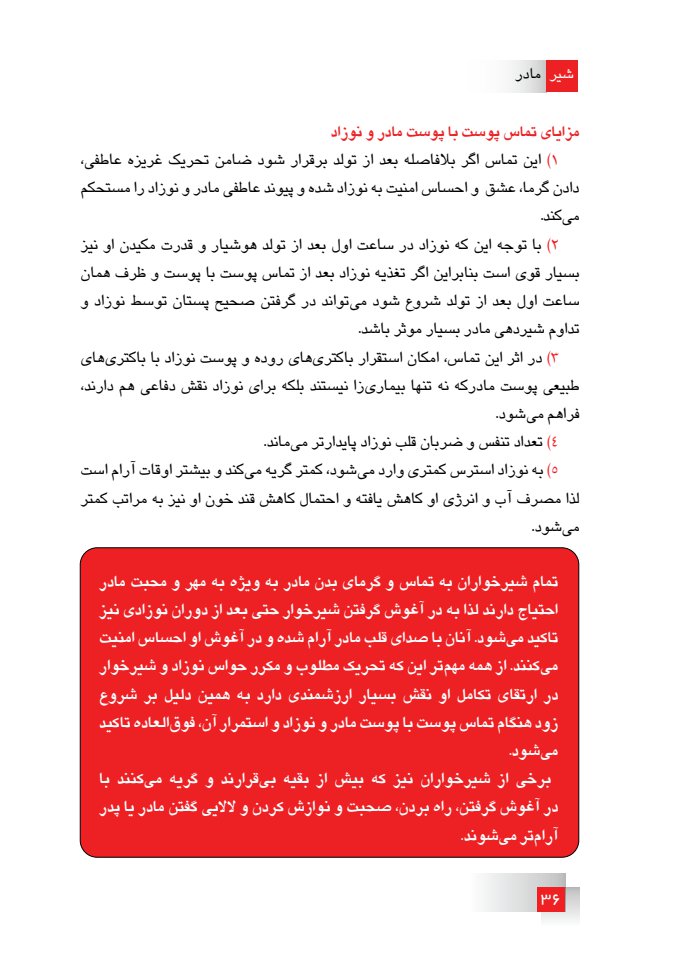 شیر مادر
مزایای تماس پوست با پوست مادر و نوزاد
۱) این تماس اگر بلافاصله بعد از تولد برقرار شود ضامن تحریک غریزه عاطفی،
دادن گرما، عشق و احساس امنیت به نوزاد شده و پیوند عاطفی مادر و نوزاد را مستحکم
می‌کند.
۲) با توجه این که نوزاد در ساعت اول بعد از تولد هوشیار و قدرت مکیدن او نیز
بسیار قوی است بنابراین اگر تغذیه نوزاد بعد از تماس پوست با پوست و ظرف همان
ساعت اول بعد از تولد شروع شود می‌تواند در گرفتن صحیح پستان توسط نوزاد و
تداوم شیردهی مادر بسیار موثر باشد.
۳) در اثر این تماس، امکان استقرار باکتری‌های روده و پوست نوزاد با باکتری‌های
طبیعی پوست مادرکه نه تنها بیماری‌زا نیستند بلکه برای نوزاد نقش دفاعی هم دارند،
فراهم می‌شود.
٤) تعداد تنفس و ضربان قلب نوزاد پایدارتر می‌ماند.
٥) به نوزاد استرس کمتری وارد می‌شود، کمتر گریه می‌کند و بیشتر اوقات آرام است
لذا مصرف آب و انرژی او کاهش یافته و احتمال کاهش قند خون او نیز به مراتب کمتر
می‌شود.
تمام شیرخواران به تماس و گرمای بدن مادر به ویژه به مهر و محبت مادر
احتیاج دارند لذا به در آغوش گرفتن شیرخوار حتی بعد از دوران نوزادی نیز
تاکید می‌شود. آنان با صدای قلب مادر آرام شده و در آغوش او احساس امنیت
می‌کنند. از همه مهم‌تر این که تحریک مطلوب و مکرر حواس نوزاد و شیرخوار
در ارتقای تکامل او نقش بسیار ارزشمندی دارد به همین دلیل بر شروع
زود هنگام تماس پوست با پوست مادر و نوزاد و استمرار آن، فوق‌العاده تاکید
می‌شود.
برخی از شیرخواران نیز که بیش از بقیه بی‌قرارند و گریه می‌کنند با
در آغوش گرفتن، راه بردن، صحبت و نوازش کردن و لالایی گفتن مادر یا پدر
آرام‌تر می‌شوند.
۳۶